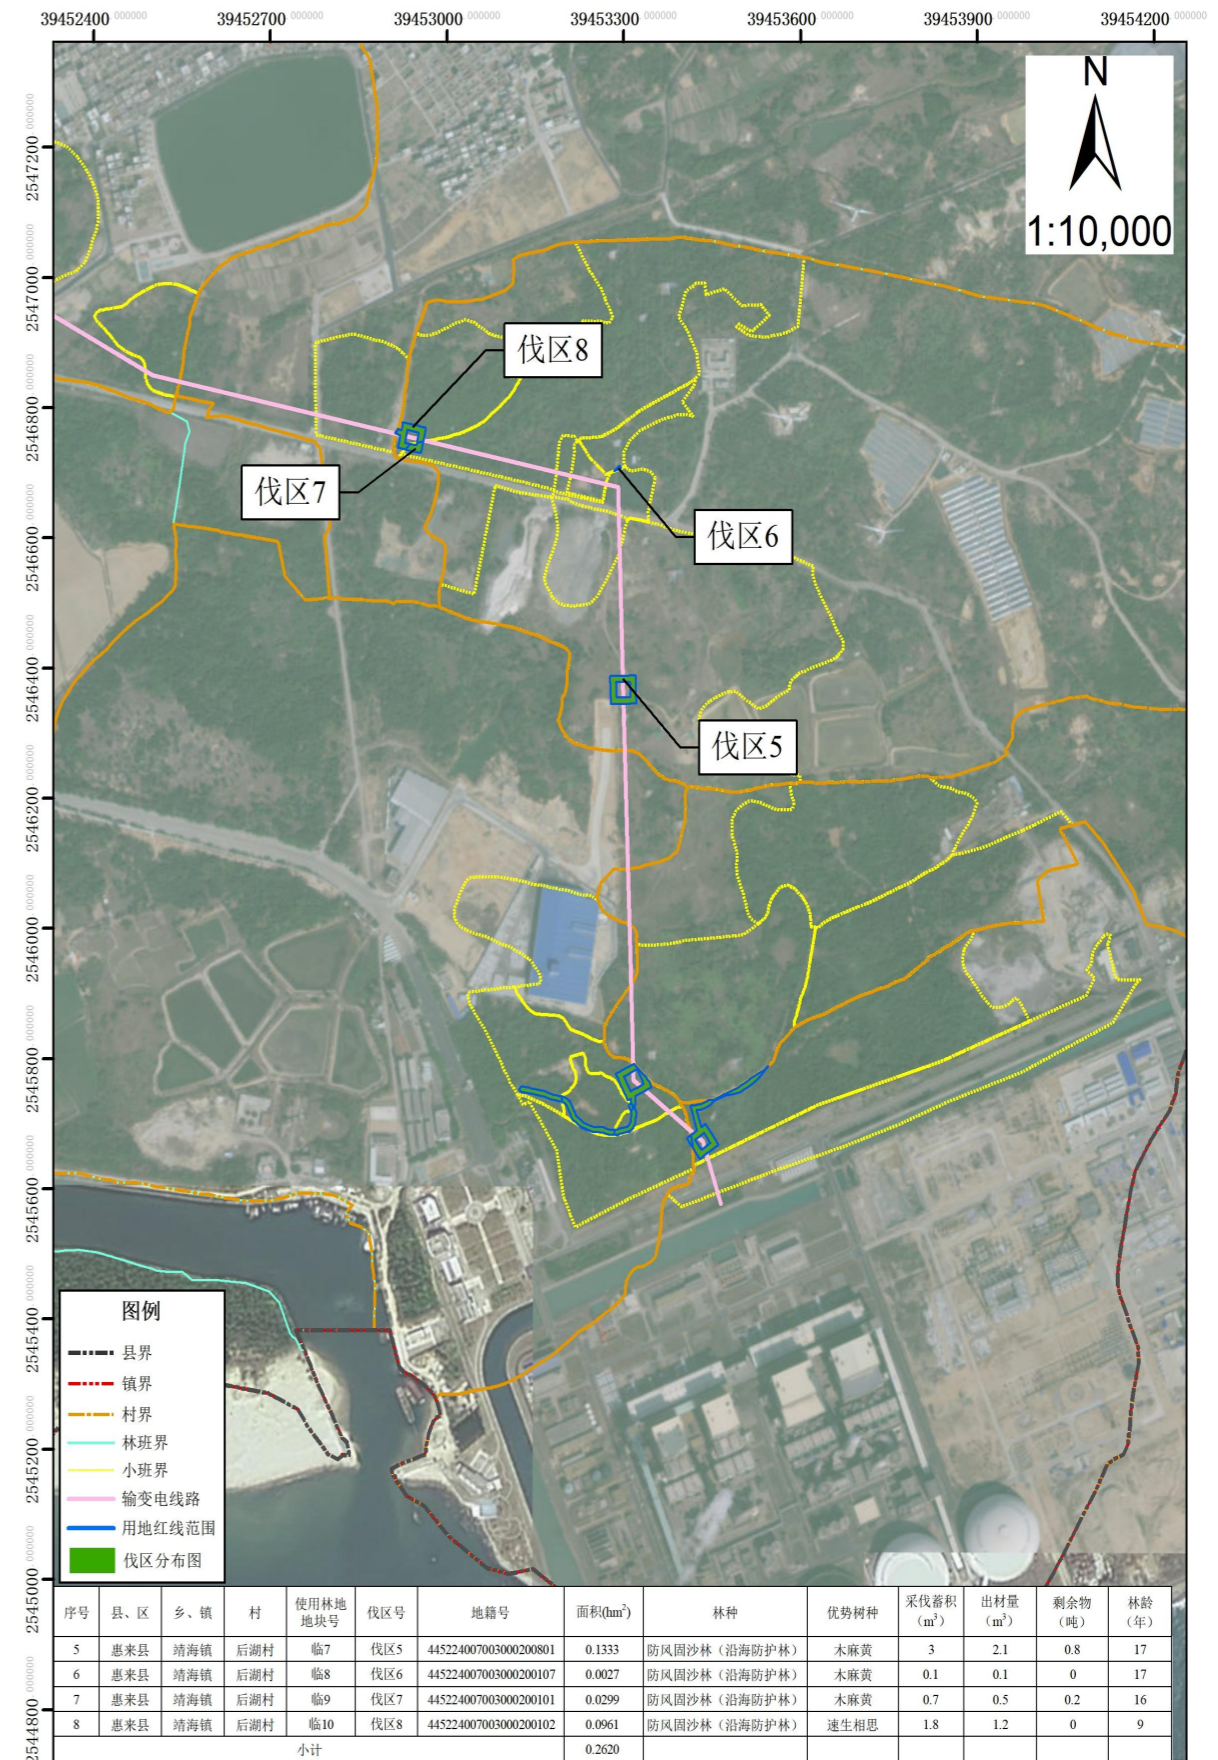 39452400.000000 39452700.000000 39453000.000000 39453300.000000 39453600.000000 39453900.000000 39454200.000000
N
1:10,000
2547200.000000
2547000.000000
2546800.000000
2546600.000000
2546400.000000
2546200.000000
2546000.000000
2545800.000000
2545600.000000
2545400.000000
2545200.000000
2545000.000000
2544800.000000
伐区8
伐区7
伐区6
伐区5
图例
县界
镇界
村界
林班界
小班界
输变电线路
用地红线范围
伐区分布图
序号 县、区 乡、镇 村 使用林地地块号 伐区号 地籍号 面积(hm²) 林种 优势树种 采伐蓄积(m³) 出材量(m³) 剩余物(吨) 林龄(年)
5 惠来县 靖海镇 后湖村 临7 伐区5 445224007003000200801 0.1333 防风固沙林（沿海防护林） 木麻黄 3 2.1 0.8 17
6 惠来县 靖海镇 后湖村 临8 伐区6 445224007003000200107 0.0027 防风固沙林（沿海防护林） 木麻黄 0.1 0.1 0 17
7 惠来县 靖海镇 后湖村 临9 伐区7 445224007003000200101 0.0299 防风固沙林（沿海防护林） 木麻黄 0.7 0.5 0.2 16
8 惠来县 靖海镇 后湖村 临10 伐区8 445224007003000200102 0.0961 防风固沙林（沿海防护林） 速生相思 1.8 1.2 0 9
小计 0.2620